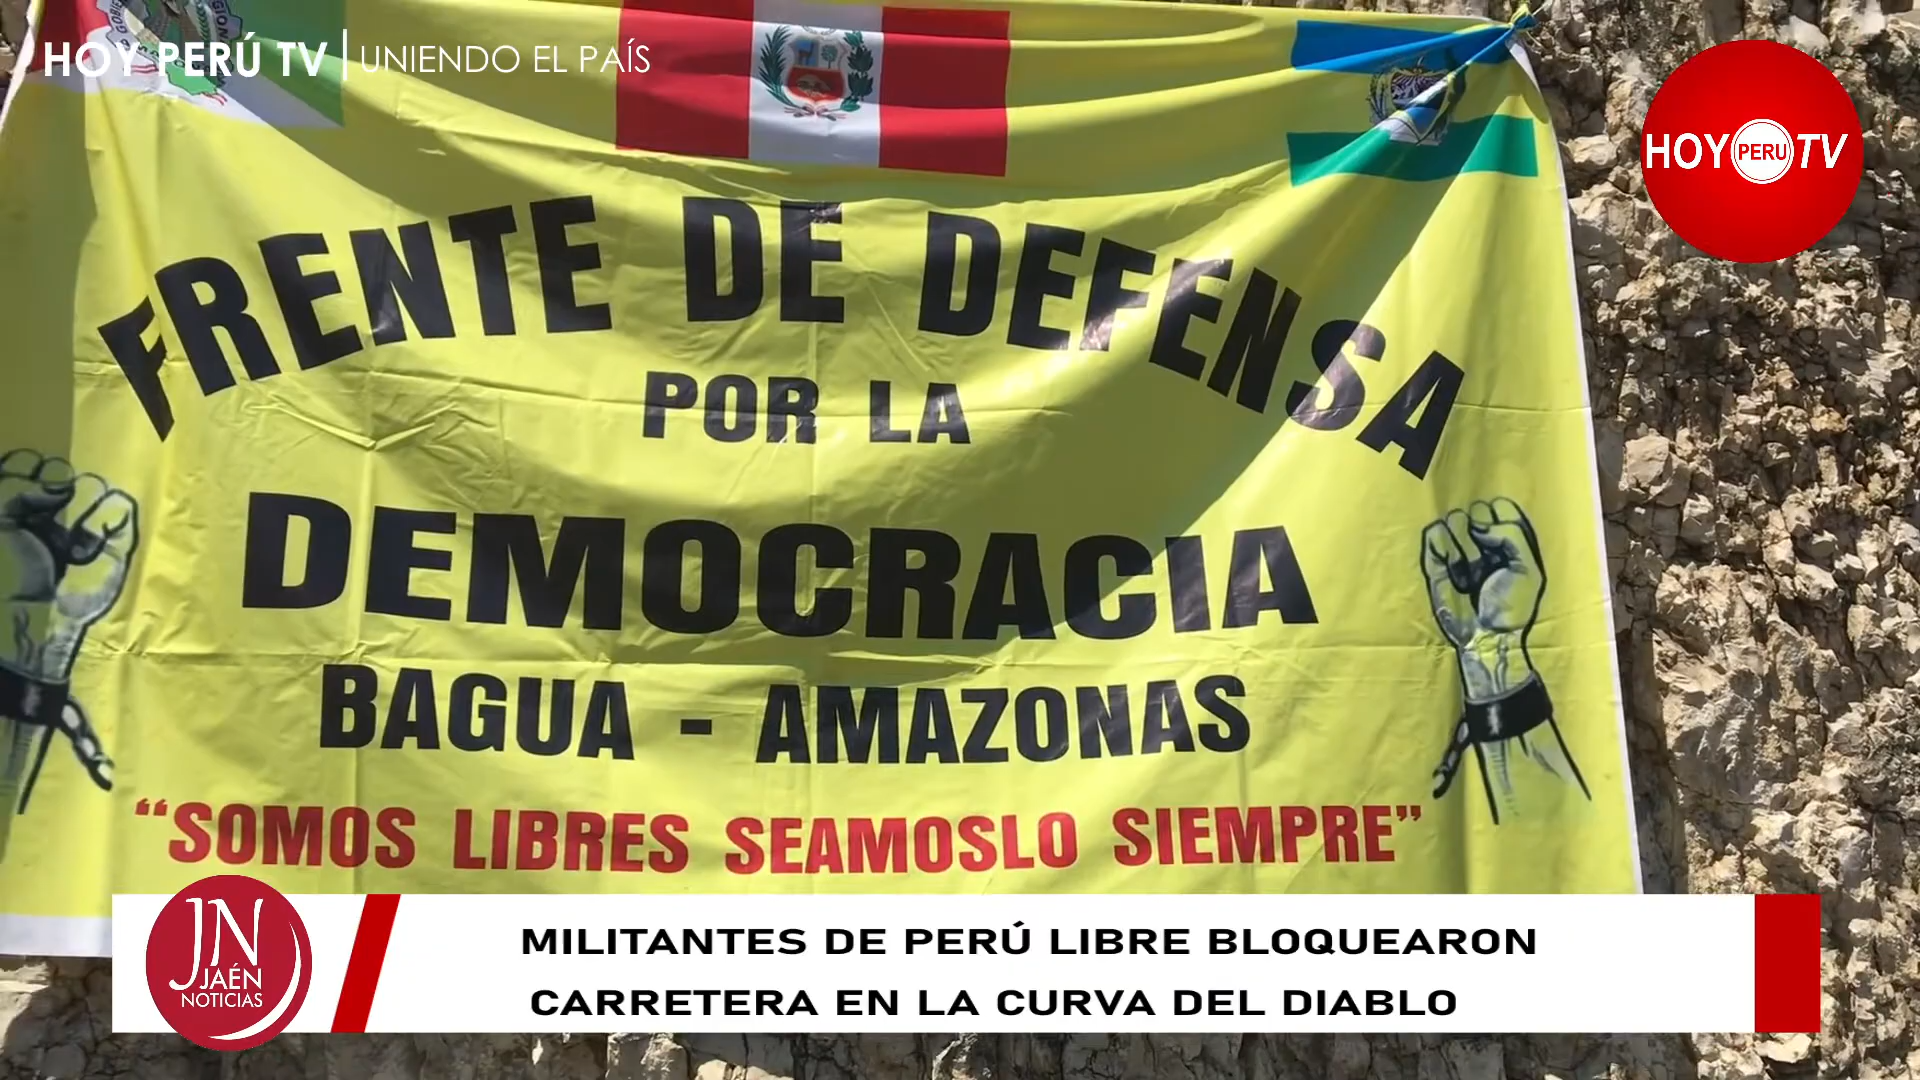 HOY PERÚ TV | UNIENDO EL PAÍS
HOY PERU TV
FRENTE DE DEFENSA
POR LA
DEMOCRACIA
BAGUA - AMAZONAS
“SOMOS LIBRES SEAMOSLO SIEMPRE”
JN
JAÉN
NOTICIAS
MILITANTES DE PERÚ LIBRE BLOQUEARON
CARRETERA EN LA CURVA DEL DIABLO